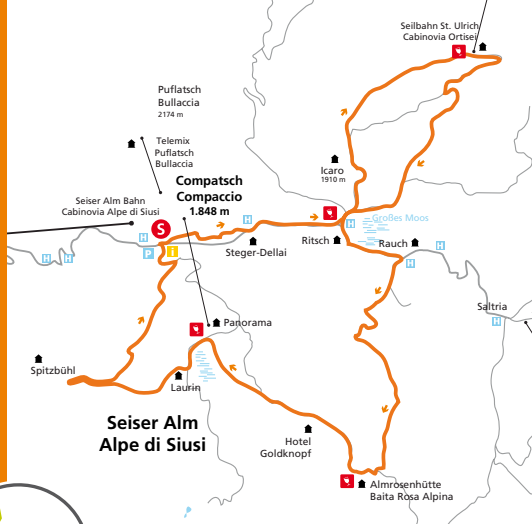 Seilbahn St. Ulrich
Cabinovia Ortisei
Puflatsch
Bullaccia
2174 m
Telemix
Puflatsch
Bullaccia
Icaro
1910 m
Compatsch
Compaccio
1.848 m
Seiser Alm Bahn
Cabinovia Alpe di Siusi
S
H
H
Großes Moos
H
Ritsch
Rauch
H
Steger-Dellai
H
H
P
i
H
Saltria
H
Panorama
Spitzbühl
Laurin
Seiser Alm
Alpe di Siusi
Hotel
Goldknopf
Almrosenhütte
Baita Rosa Alpina